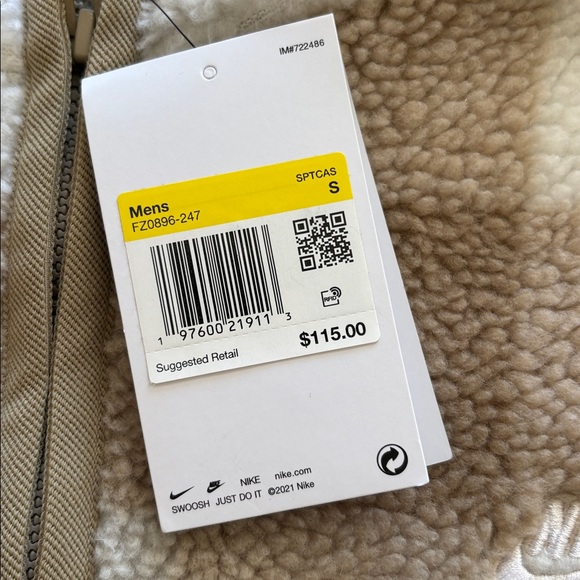 IM#722486
SPTCAS
Mens S
FZ0896-247
RFID
1 97600 21911 3
Suggested Retail $115.00
NIKE nike.com
SWOOSH JUST DO IT ©2021 Nike